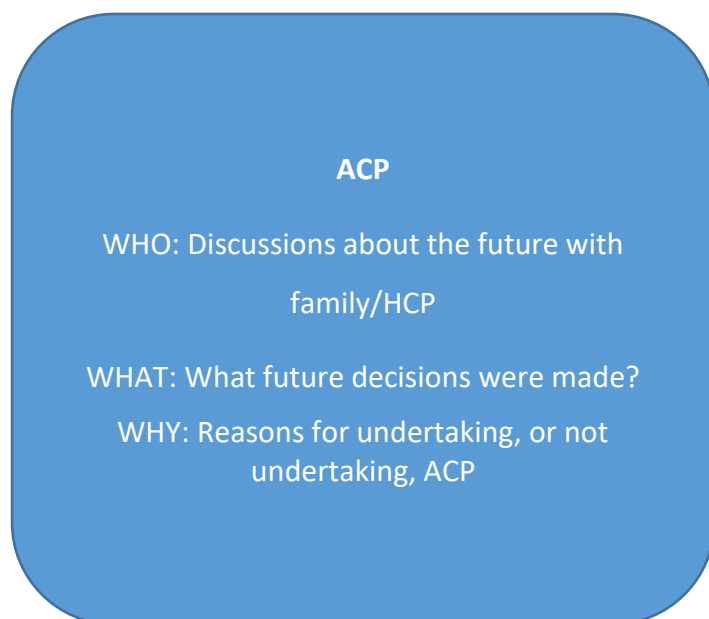 ACP
WHO: Discussions about the future with
family/HCP
WHAT: What future decisions were made?
WHY: Reasons for undertaking, or not
undertaking, ACP